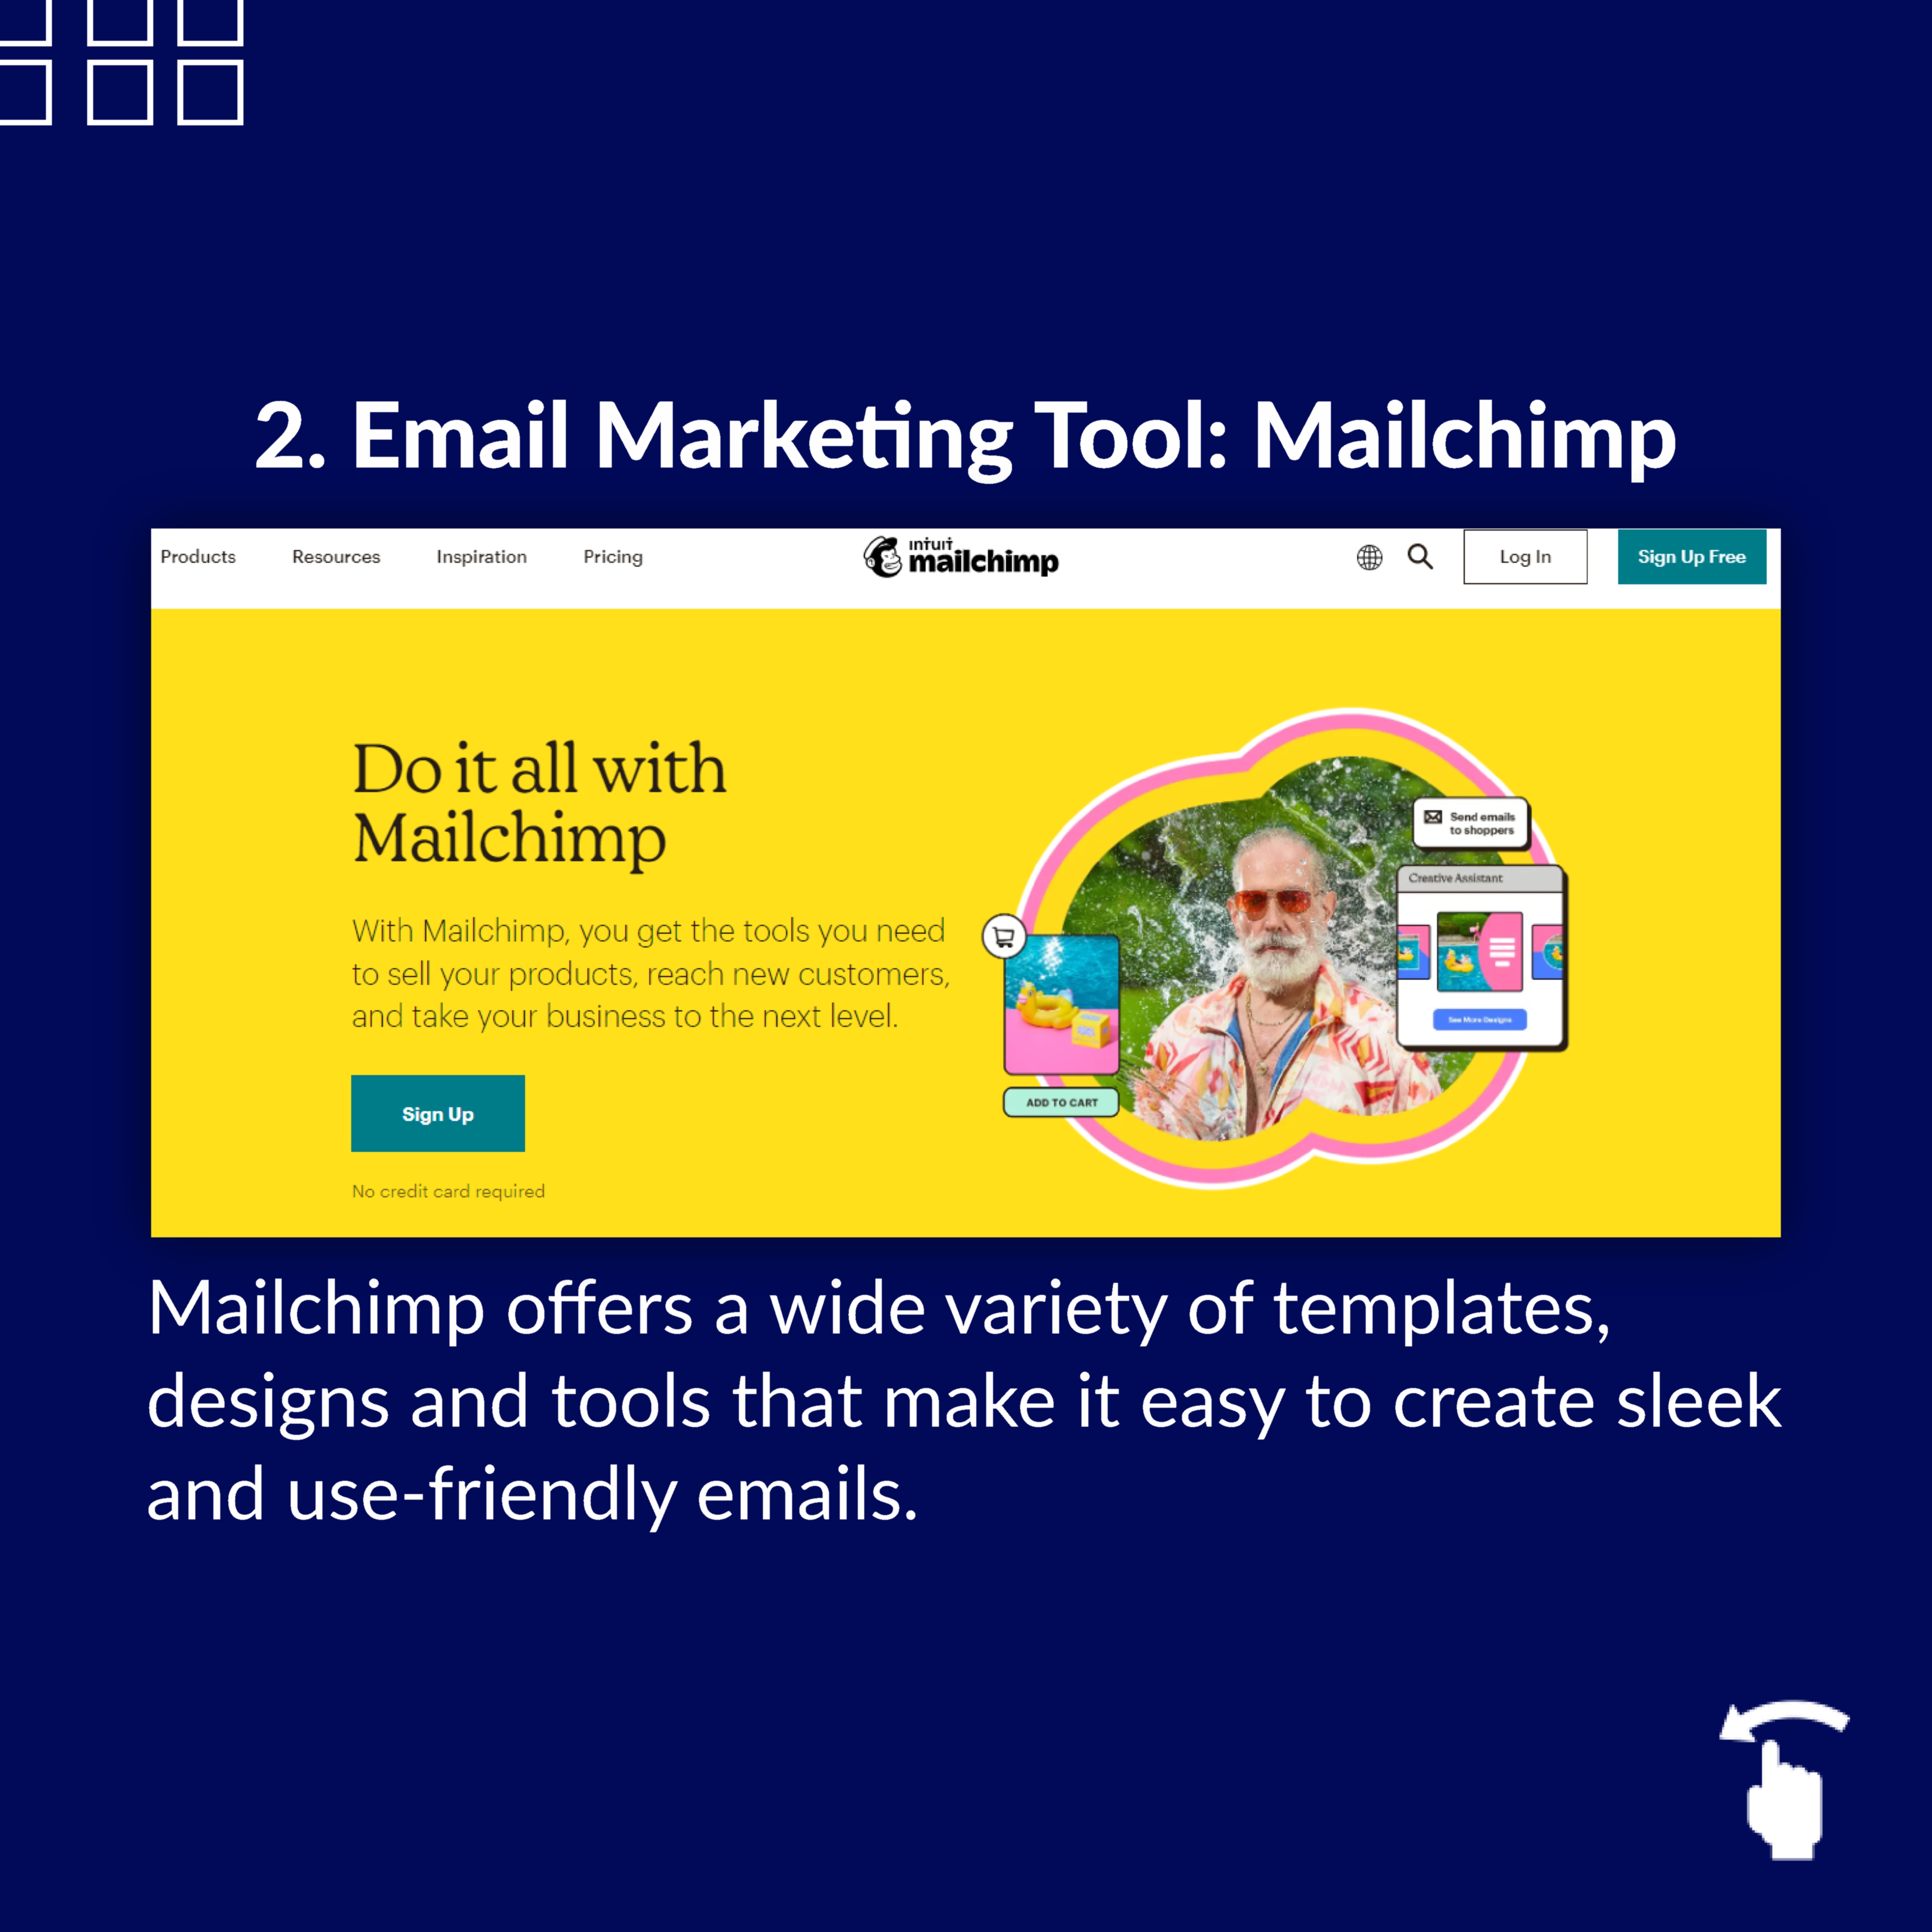 2. Email Marketing Tool: Mailchimp
Products Resources Inspiration Pricing
INTUIT
mailchimp
Log In Sign Up Free
Do it all with
Mailchimp
With Mailchimp, you get the tools you need
to sell your products, reach new customers,
and take your business to the next level.
Sign Up
No credit card required
Send emails
to shoppers
Creative Assistant
See More Designs
ADD TO CART
Mailchimp offers a wide variety of templates,
designs and tools that make it easy to create sleek
and use-friendly emails.